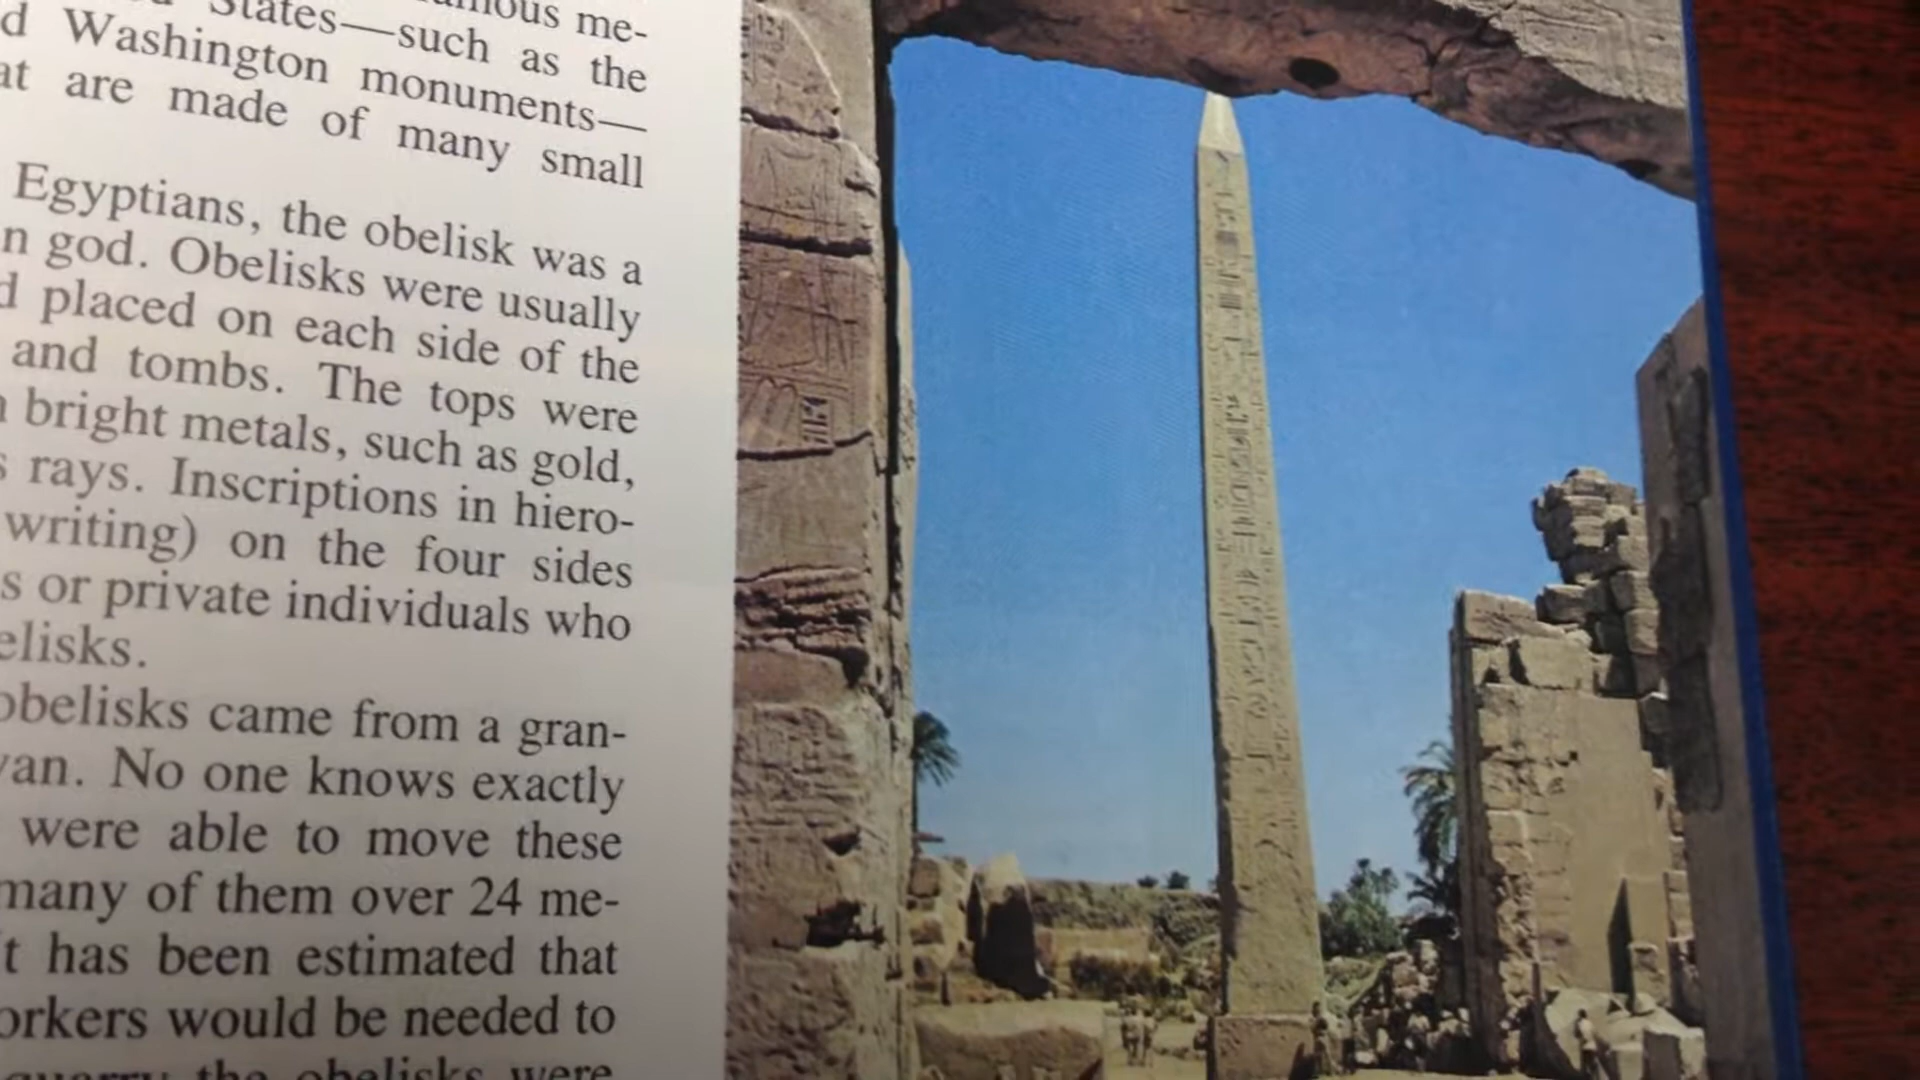 States—such as the
Washington monuments—
are made of many small
Egyptians, the obelisk was a
god. Obelisks were usually
placed on each side of the
and tombs. The tops were
bright metals, such as gold,
rays. Inscriptions in hiero-
writing) on the four sides
or private individuals who
elisks.
obelisks came from a gran-
No one knows exactly
were able to move these
many of them over 24 me-
has been estimated that
would be needed to
quarry the obelisks were